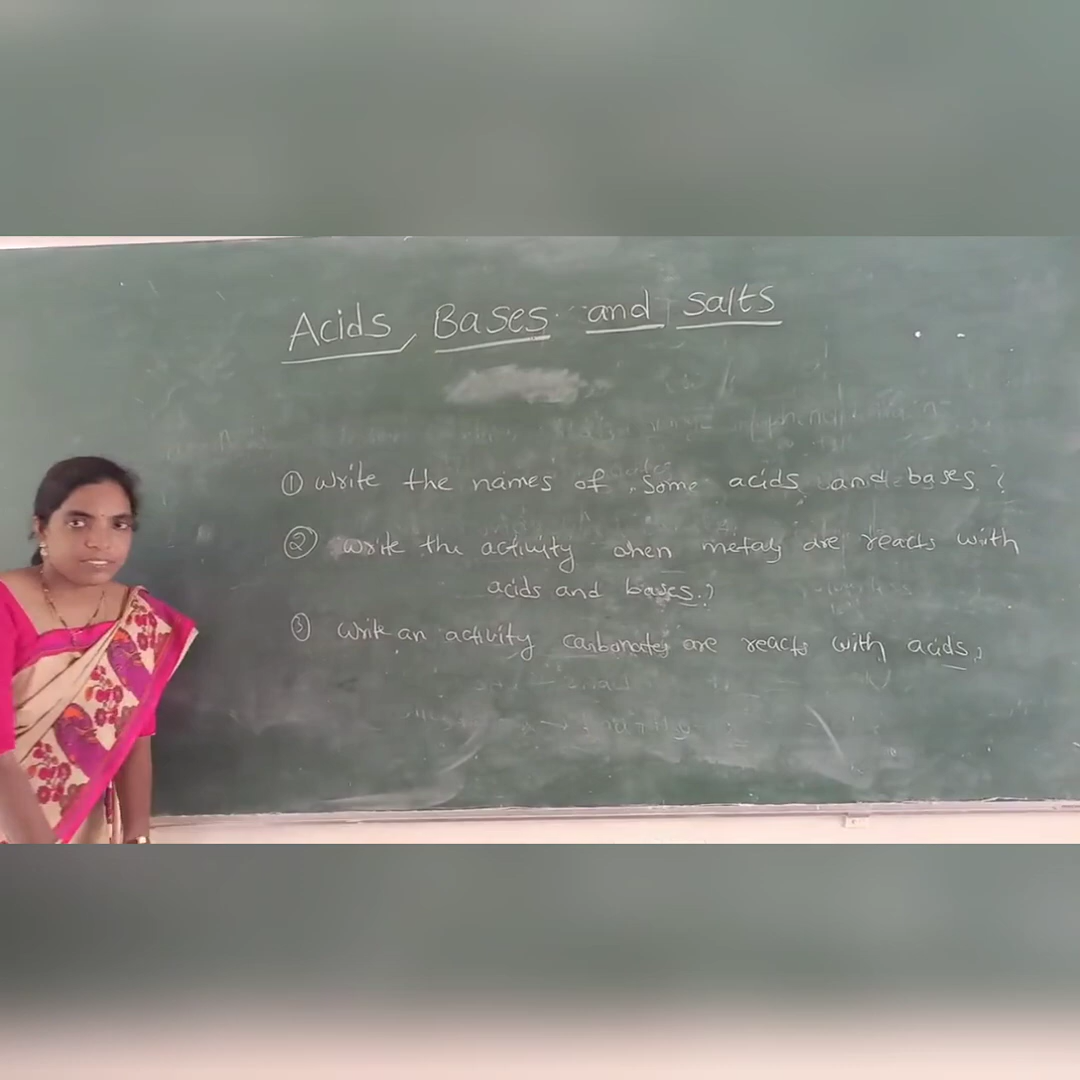 Acids, Bases and salts
① Write the names of some acids and bases?
② Write the activity when metals are reacts with
acids and bases.?
③ Write an activity carbonates are reacts with acids?